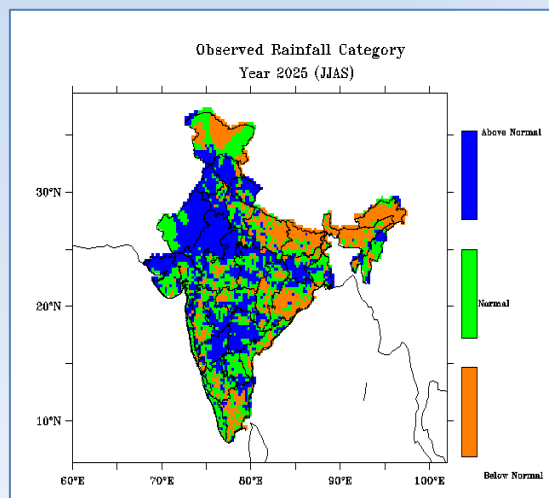 Observed Rainfall Category
Year 2025 (JJAS)
Above Normal
30°N
Normal
20°N
10°N
Below Normal
60°E
70°E
80°E
90°E
100°E